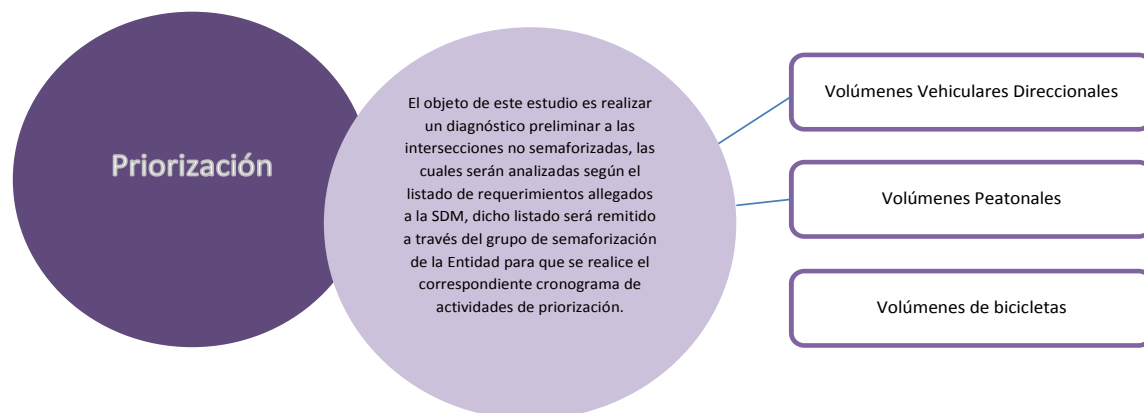 Priorización
El objeto de este estudio es realizar
un diagnóstico preliminar a las
intersecciones no semaforizadas, las
cuales serán analizadas según el
listado de requerimientos allegados
a la SDM, dicho listado será remitido
a través del grupo de semaforización
de la Entidad para que se realice el
correspondiente cronograma de
actividades de priorización.
Volúmenes Vehiculares Direccionales
Volúmenes Peatonales
Volúmenes de bicicletas